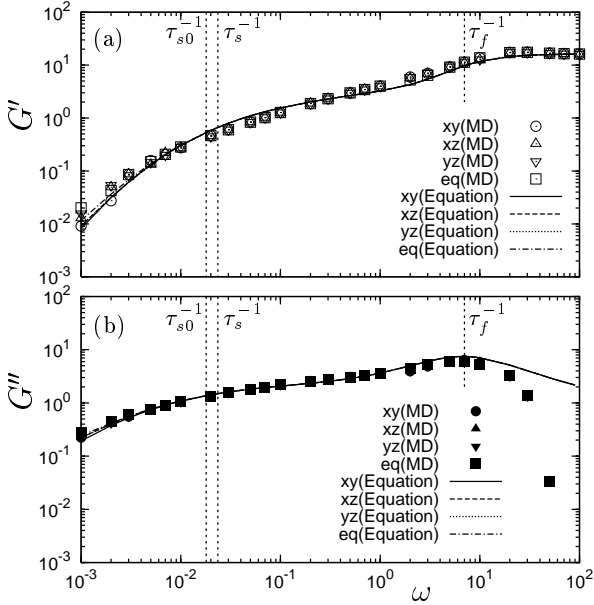 (a) τ_{s0}^{-1} τ_s^{-1} τ_f^{-1}
10^2
10^1
10^0
10^{-1}
10^{-2}
10^{-3}
G'
xy(MD)
xz(MD)
yz(MD)
eq(MD)
xy(Equation)
xz(Equation)
yz(Equation)
eq(Equation)
(b) τ_{s0}^{-1} τ_s^{-1} τ_f^{-1}
10^2
10^1
10^0
10^{-1}
10^{-2}
10^{-3}
G''
xy(MD)
xz(MD)
yz(MD)
eq(MD)
xy(Equation)
xz(Equation)
yz(Equation)
eq(Equation)
10^{-3} 10^{-2} 10^{-1} 10^0 10^1 10^2
ω